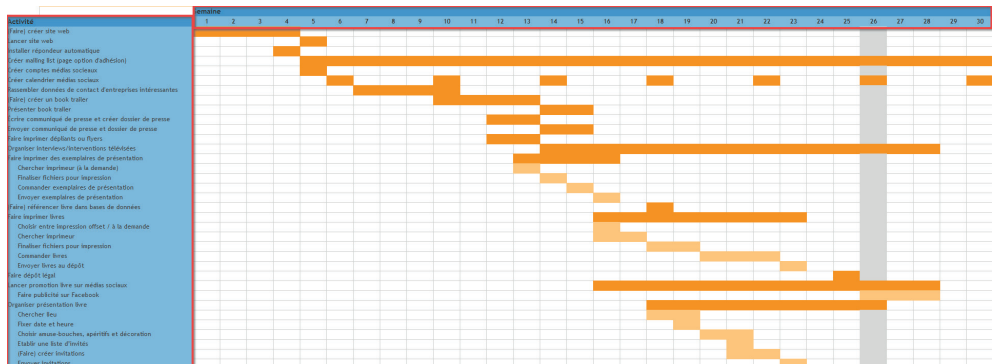 Semaine
1 2 3 4 5 6 7 8 9 10 11 12 13 14 15 16 17 18 19 20 21 22 23 24 25 26 27 28 29 30
Activité
(Faire) créer site web
Lancer site web
Installer répondeur automatique
Créer mailing list (page option d'adhésion)
Créer comptes médias sociaux
Créer calendrier médias sociaux
Rassembler données de contact d'entreprises intéressantes
(Faire) créer un book trailer
Présenter book trailer
Écrire communiqué de presse et créer dossier de presse
Envoyer communiqué de presse et dossier de presse
Faire imprimer dépliants ou flyers
Organiser interviews/interventions télévisées
Faire imprimer des exemplaires de présentation
Chercher imprimeur (à la demande)
Finaliser fichiers pour impression
Commander exemplaires de présentation
Envoyer exemplaires de présentation
(Faire) référencer livre dans bases de données
Faire imprimer livres
Choisir entre impression offset / à la demande
Chercher imprimeur
Finaliser fichiers pour impression
Commander livres
Envoyer livres au dépôt
Faire dépôt légal
Lancer promotion livre sur médias sociaux
Faire publicité sur Facebook
Organiser présentation livre
Chercher lieu
Fixer date et heure
Choisir amuse-bouches, apéritifs et décoration
Etablir une liste d'invités
(Faire) créer invitations
Envoyer invitations